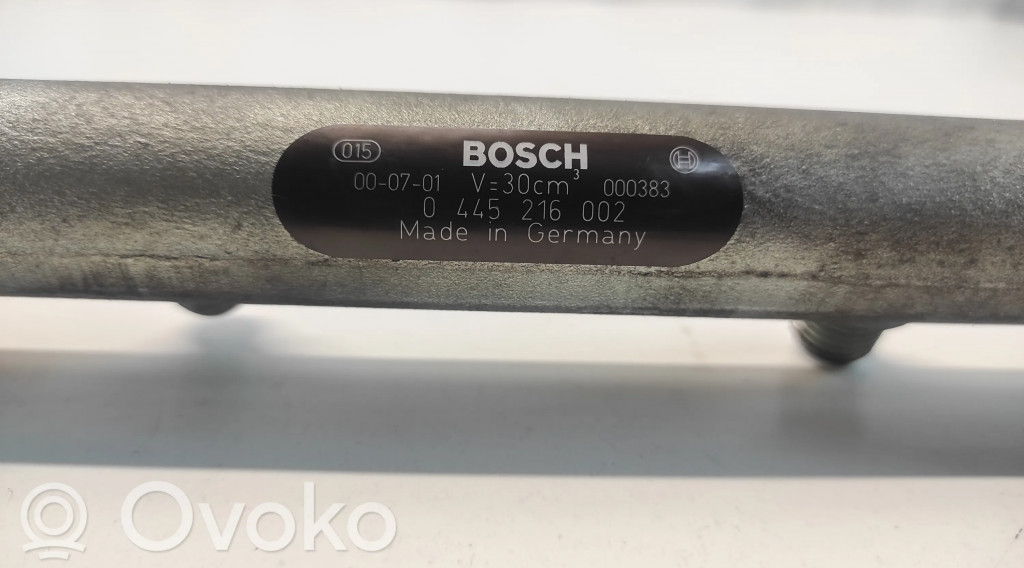 015 BOSCH
00-07-01 V=30cm³ 000383
0 445 216 002
Made in Germany
Ovoko